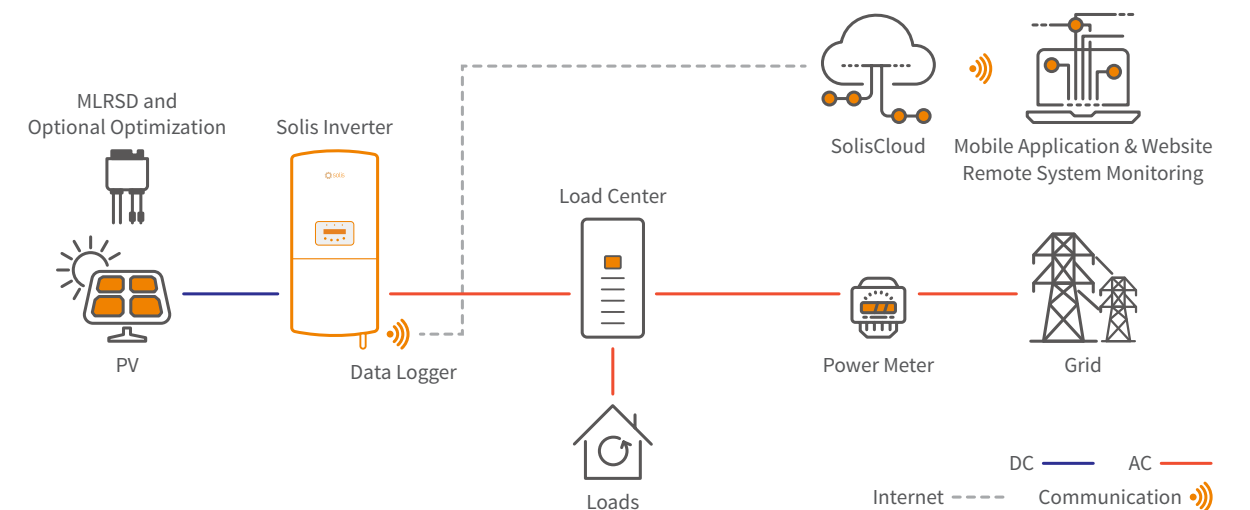 MLRSD and
Optional Optimization
Solis Inverter
solis
Load Center
SolisCloud
Mobile Application & Website
Remote System Monitoring
PV
Data Logger
Power Meter
Grid
Loads
DC
AC
Internet
Communication